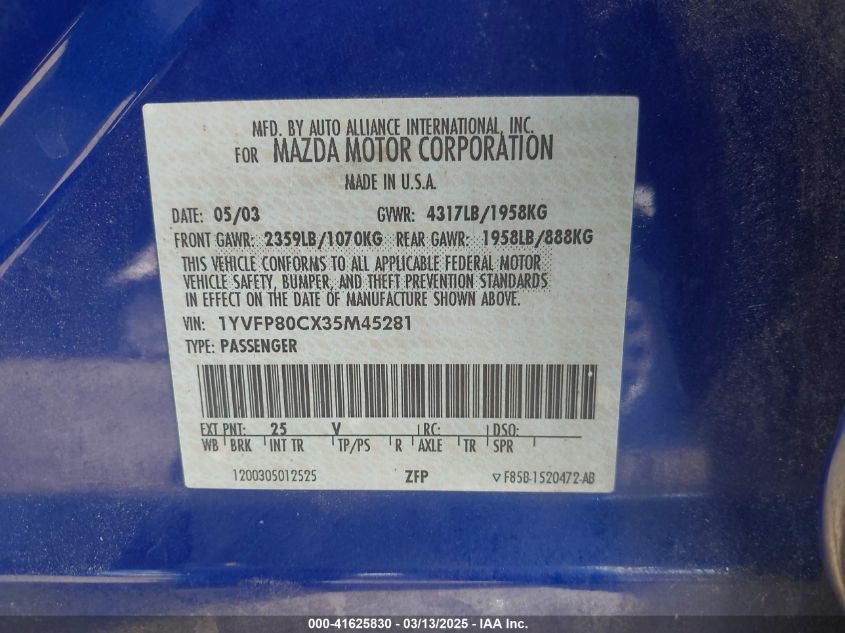 MFD. BY AUTO ALLIANCE INTERNATIONAL, INC.
FOR MAZDA MOTOR CORPORATION
MADE IN U.S.A.
DATE: 05/03 GVWR: 4317LB/1958KG
FRONT GAWR: 2359LB/1070KG REAR GAWR: 1958LB/888KG
THIS VEHICLE CONFORMS TO ALL APPLICABLE FEDERAL MOTOR
VEHICLE SAFETY, BUMPER, AND THEFT PREVENTION STANDARDS
IN EFFECT ON THE DATE OF MANUFACTURE SHOWN ABOVE.
VIN: 1YVFP80CX35M45281
TYPE: PASSENGER
EXT PNT: 25 V RC: DSO:
WB BRK INT TR TP/PS R AXLE TR SPR
1200305012525 ZFP ▽ F85B-1520472-AB
000-41625830 - 03/13/2025 - IAA Inc.